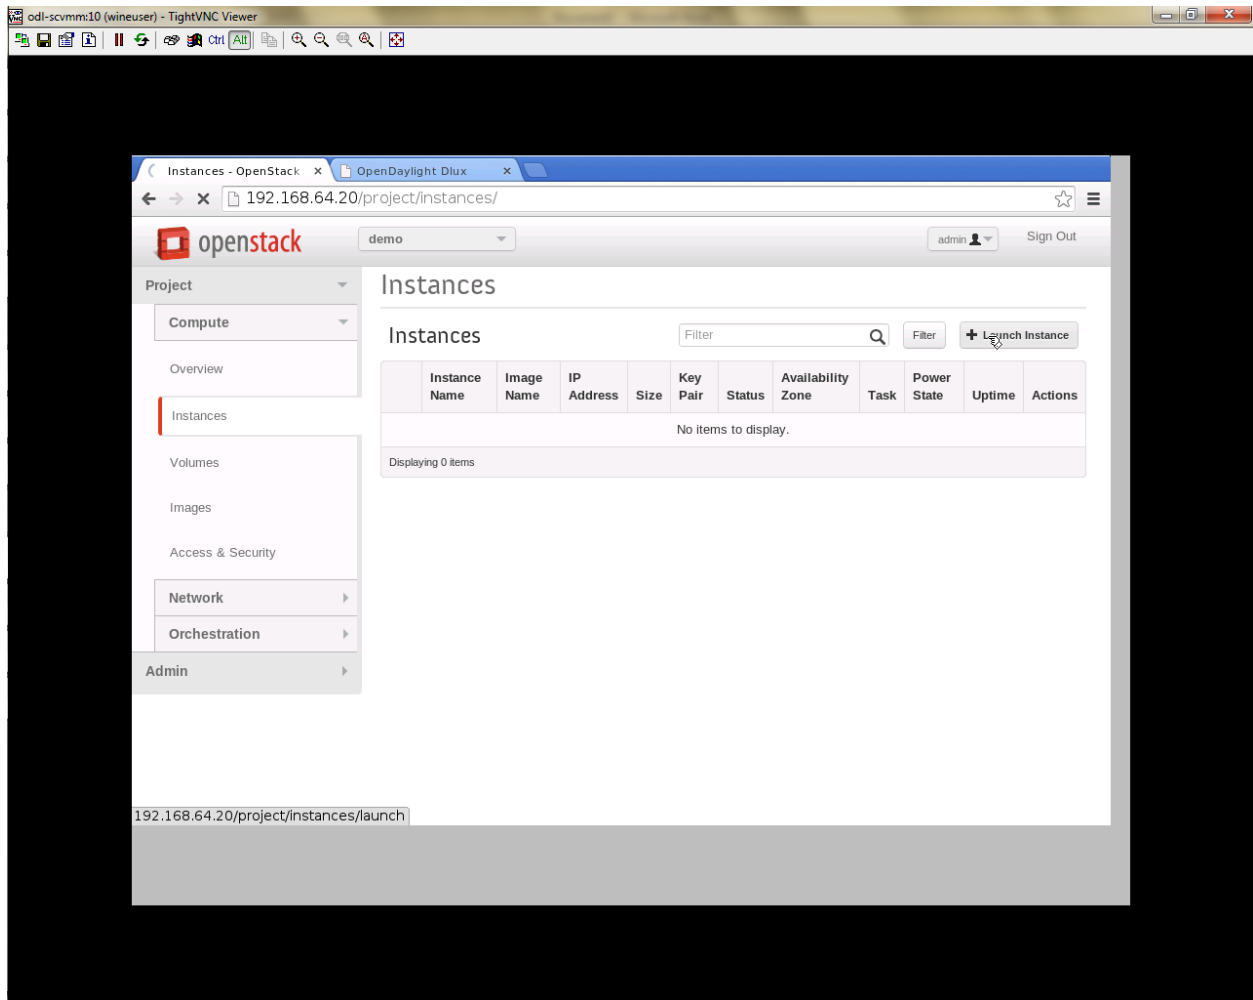 odl-scvmm:10 (wineuser) - TightVNC Viewer
Ctrl Alt
Instances - OpenStack
OpenDaylight Dlux
192.168.64.20/project/instances/
openstack
demo
admin
Sign Out
Project
Compute
Overview
Instances
Volumes
Images
Access & Security
Network
Orchestration
Admin
Instances
Instances
Filter
Filter
Launch Instance
Instance Name
Image Name
IP Address
Size
Key Pair
Status
Availability Zone
Task
Power State
Uptime
Actions
No items to display.
Displaying 0 items
192.168.64.20/project/instances/launch